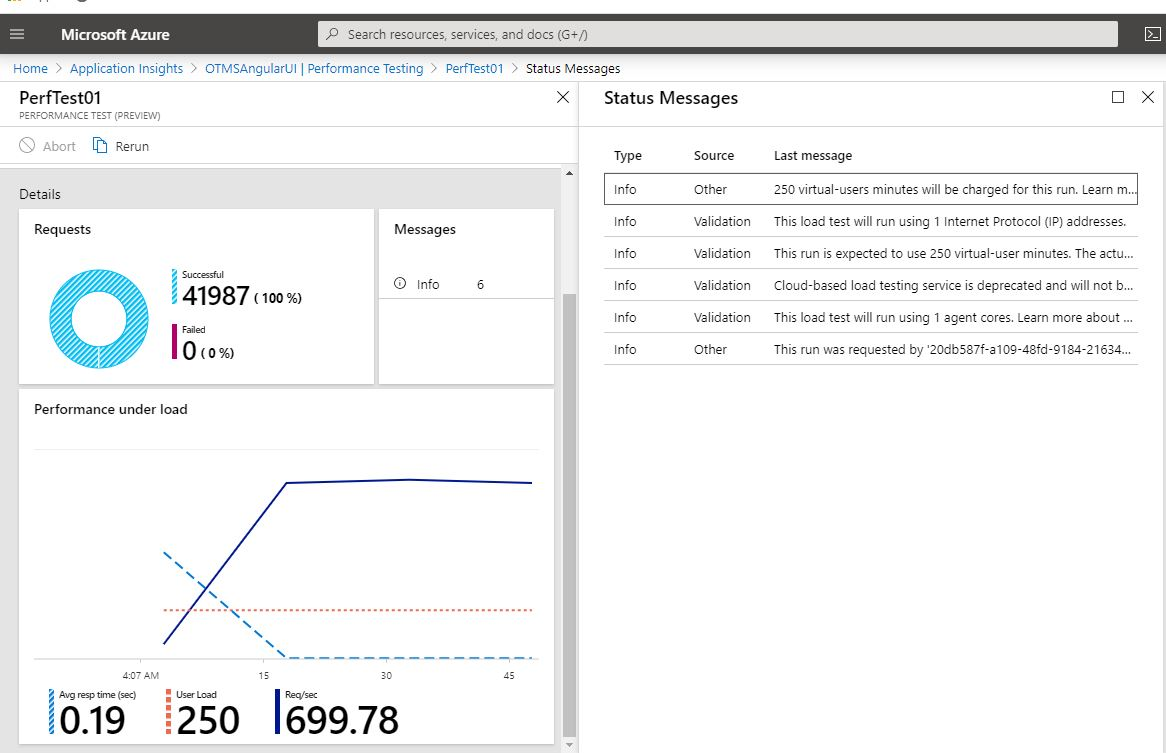 Microsoft Azure
Search resources, services, and docs (G+/)
Home > Application Insights > OTMSAngularUI | Performance Testing > PerfTest01 > Status Messages
PerfTest01
PERFORMANCE TEST (PREVIEW)
Abort Rerun
Details
Requests
Successful
41987 (100 %)
Failed
0 (0 %)
Messages
Info 6
Performance under load
4:07 AM 15 30 45
Avg resp time (sec) User Load Req/sec
0.19 250 699.78
Status Messages
Type Source Last message
Info Other 250 virtual-users minutes will be charged for this run. Learn m...
Info Validation This load test will run using 1 Internet Protocol (IP) addresses.
Info Validation This run is expected to use 250 virtual-user minutes. The actu...
Info Validation Cloud-based load testing service is deprecated and will not b...
Info Validation This load test will run using 1 agent cores. Learn more about ...
Info Other This run was requested by '20db587f-a109-48fd-9184-21634...